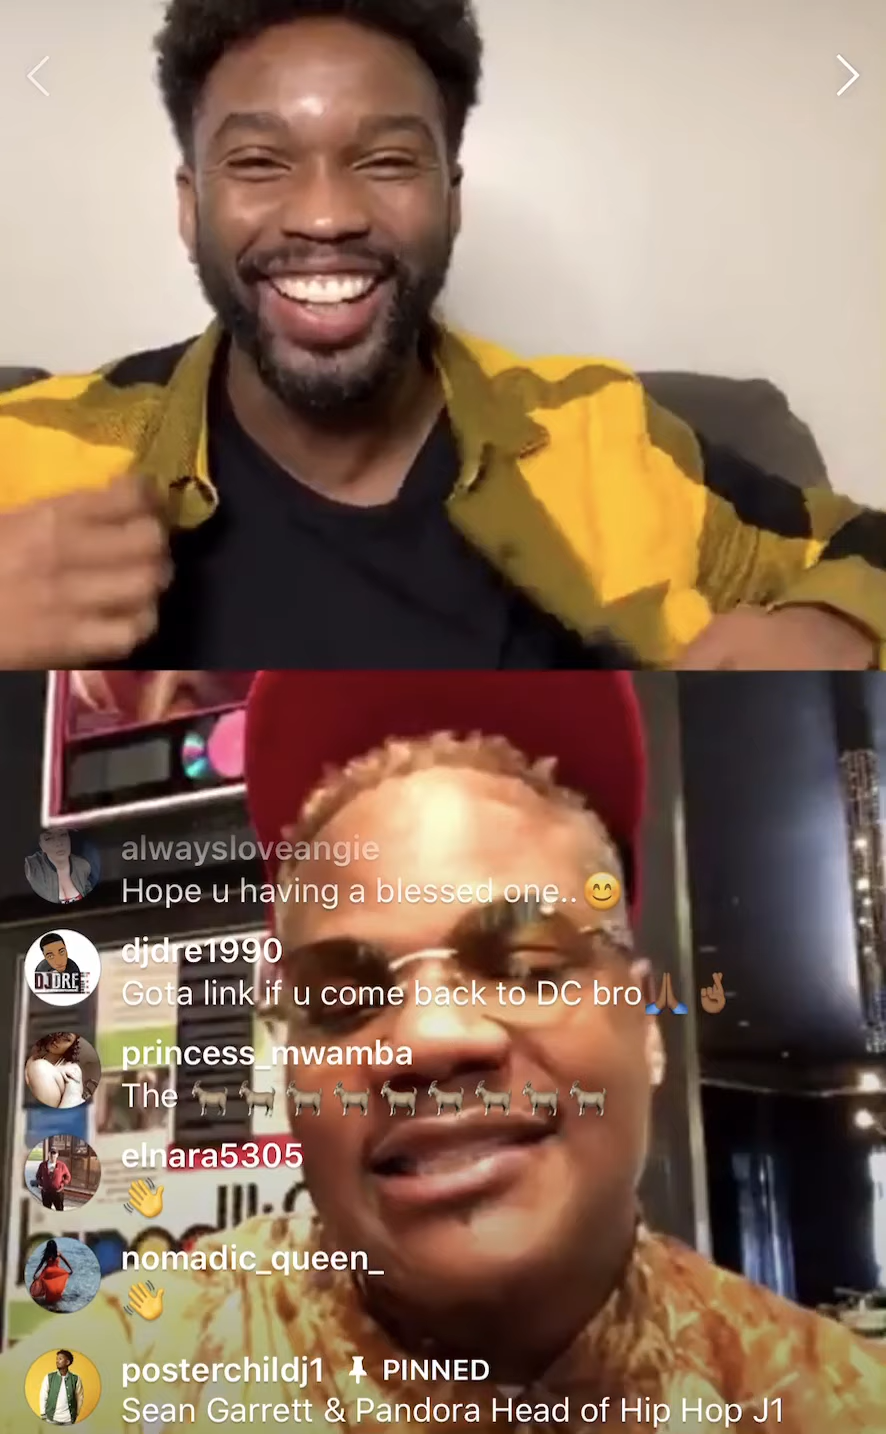 alwaysloveangie
Hope u having a blessed one..😊
djdre1990
DJDRE
Gota link if u come back to DC bro🙏🏾🤞🏾
princess_mwamba
The 🐐🐐🐐🐐🐐🐐🐐🐐🐐
elnara5305
👋
nomadic_queen_
👋
posterchildj1 📌 PINNED
Sean Garrett & Pandora Head of Hip Hop J1